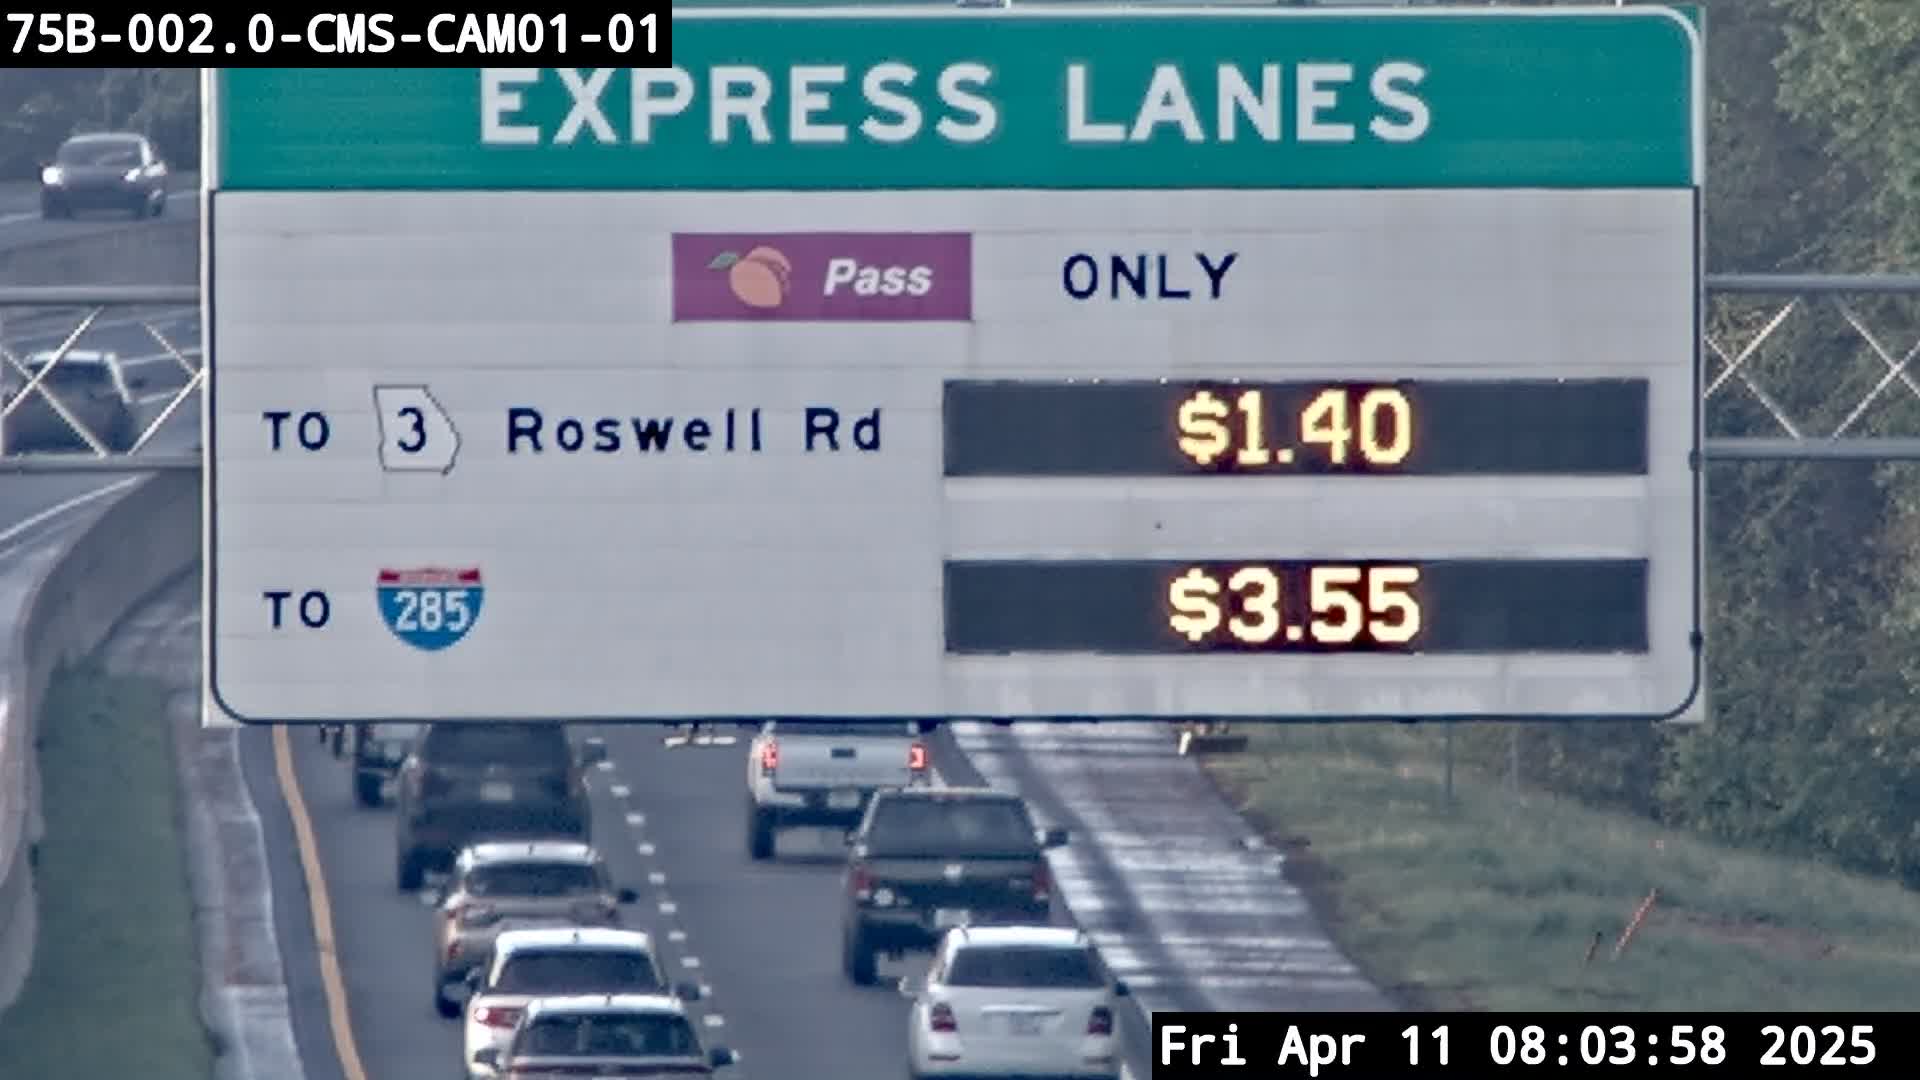 75B-002.0-CMS-CAM01-01
EXPRESS LANES
Pass ONLY
TO 3 Roswell Rd $1.40
TO 285 $3.55
Fri Apr 11 08:03:58 2025